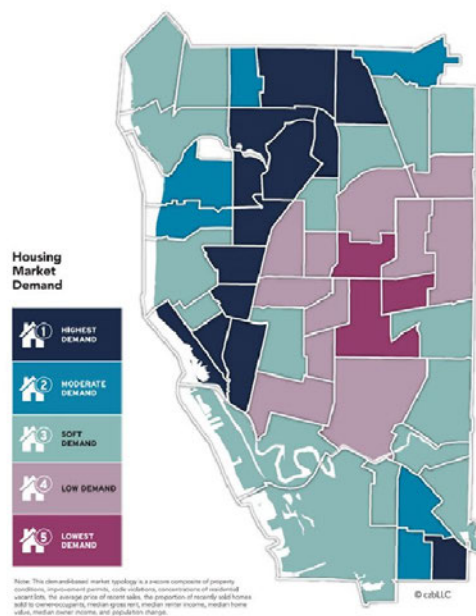 Housing
Market
Demand
1 HIGHEST
DEMAND
2 MODERATE
DEMAND
3 SOFT
DEMAND
4 LOW DEMAND
5 LOWEST
DEMAND
Note: This demand-based market typology is a z-score composite of property
conditions, improvement permits, code violations, concentrations of residential
vacant lots, the average price of recent sales, the proportion of recently sold homes
sold to owner-occupants, median gross rent, median renter income, median home
value, median owner income, and population change.
© czbLLC